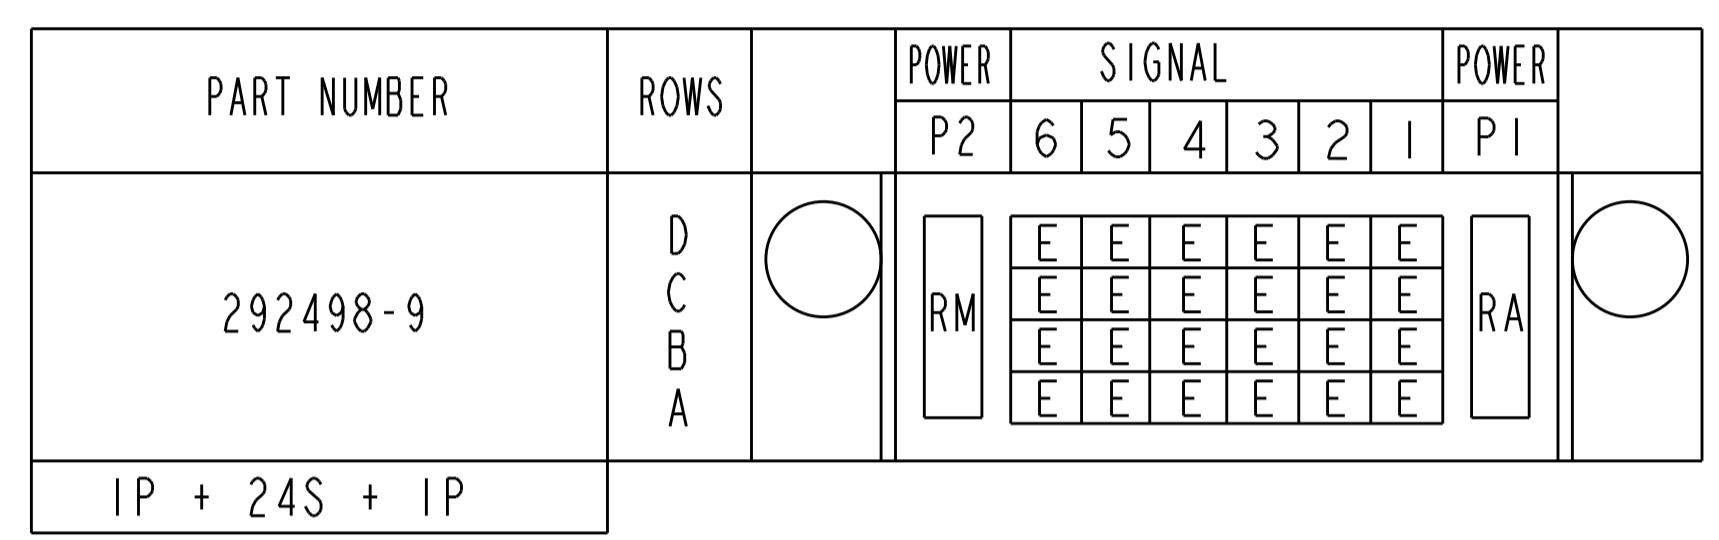 PART NUMBER ROWS POWER SIGNAL POWER
P2 6 5 4 3 2 1 P1
D E E E E E E
C E E E E E E
292498-9 RM RA
B E E E E E E
A E E E E E E
1P + 24S + 1P